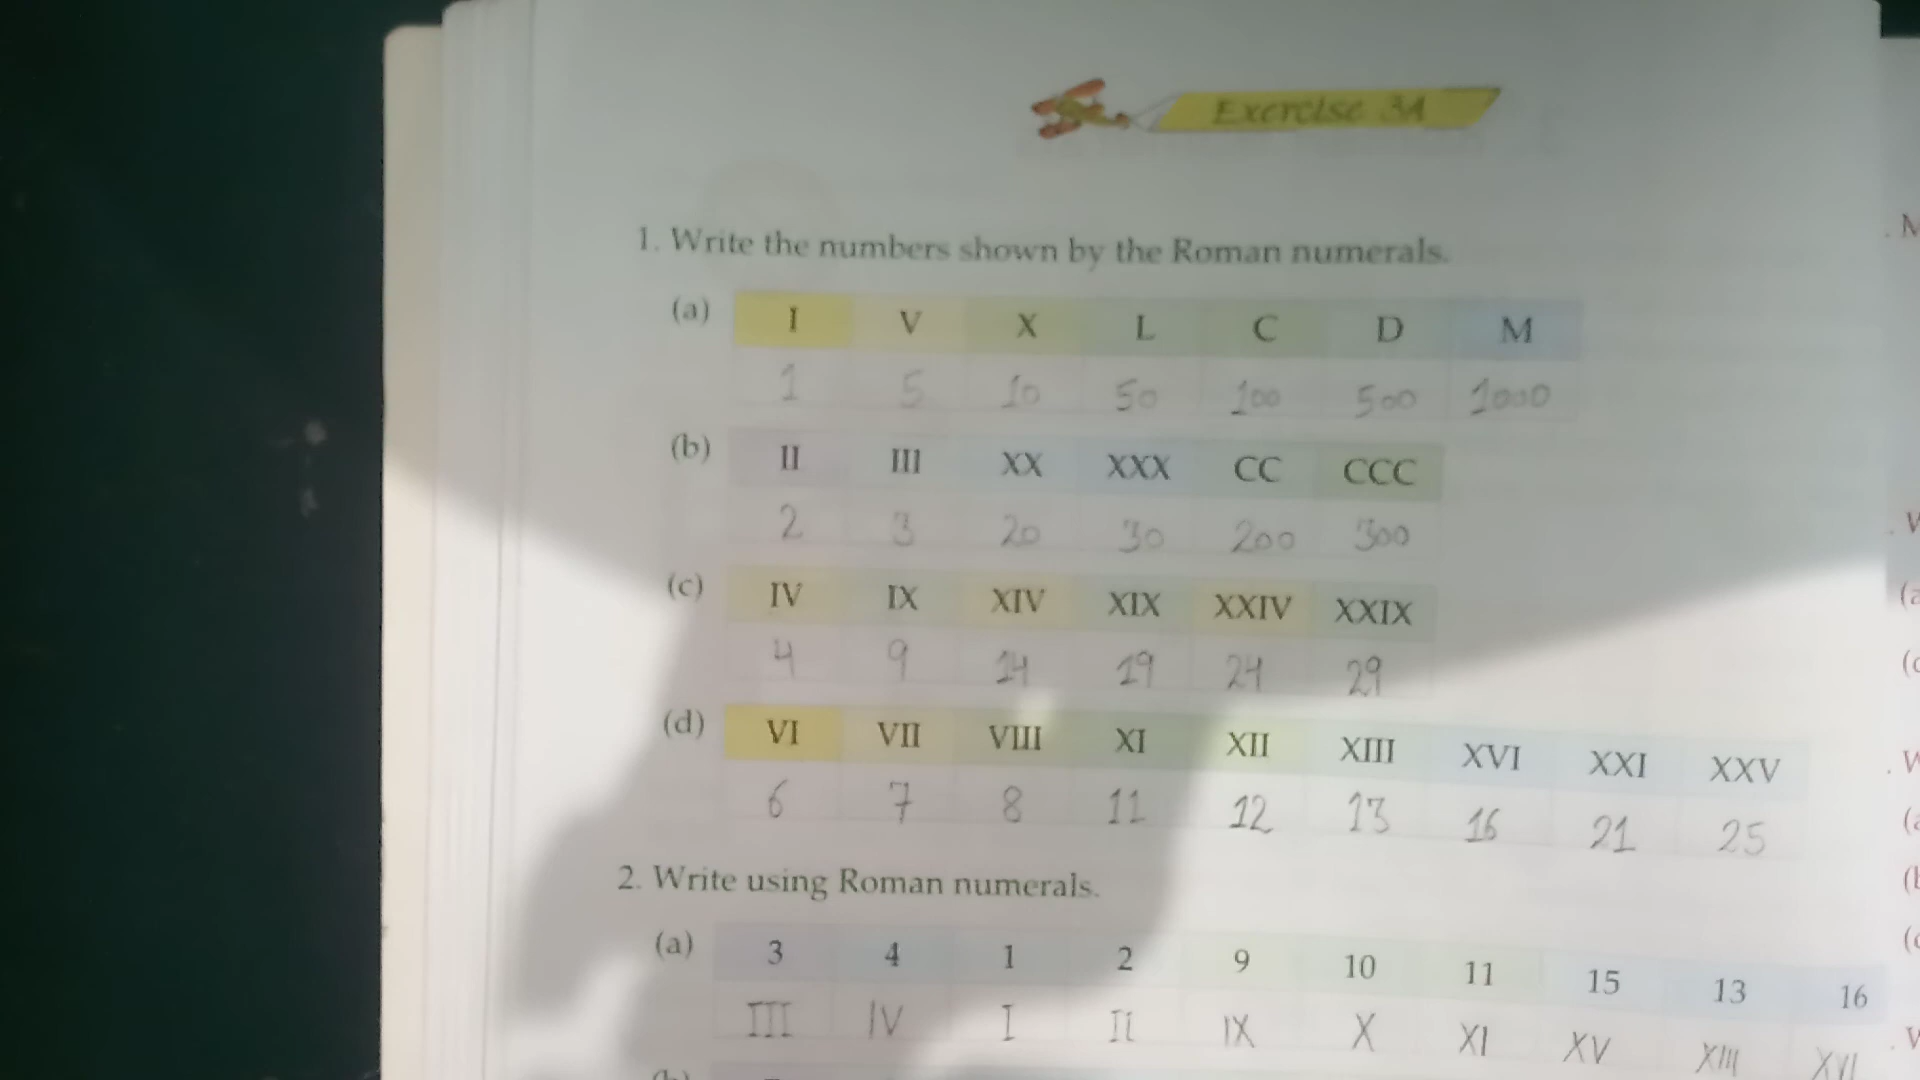 Exercise 3A
1. Write the numbers shown by the Roman numerals.
(a) I V X L C D M
1 5 10 50 100 500 1000
(b) II III XX XXX CC CCC
2 3 20 30 200 300
(c) IV IX XIV XIX XXIV XXIX
4 9 14 19 24 29
(d) VI VII VIII XI XII XIII XVI XXI XXV
6 7 8 11 12 13 16 21 25
2. Write using Roman numerals.
(a) 3 4 1 2 9 10 11 15 13 16
III IV I II IX X XI XV XIII XVI